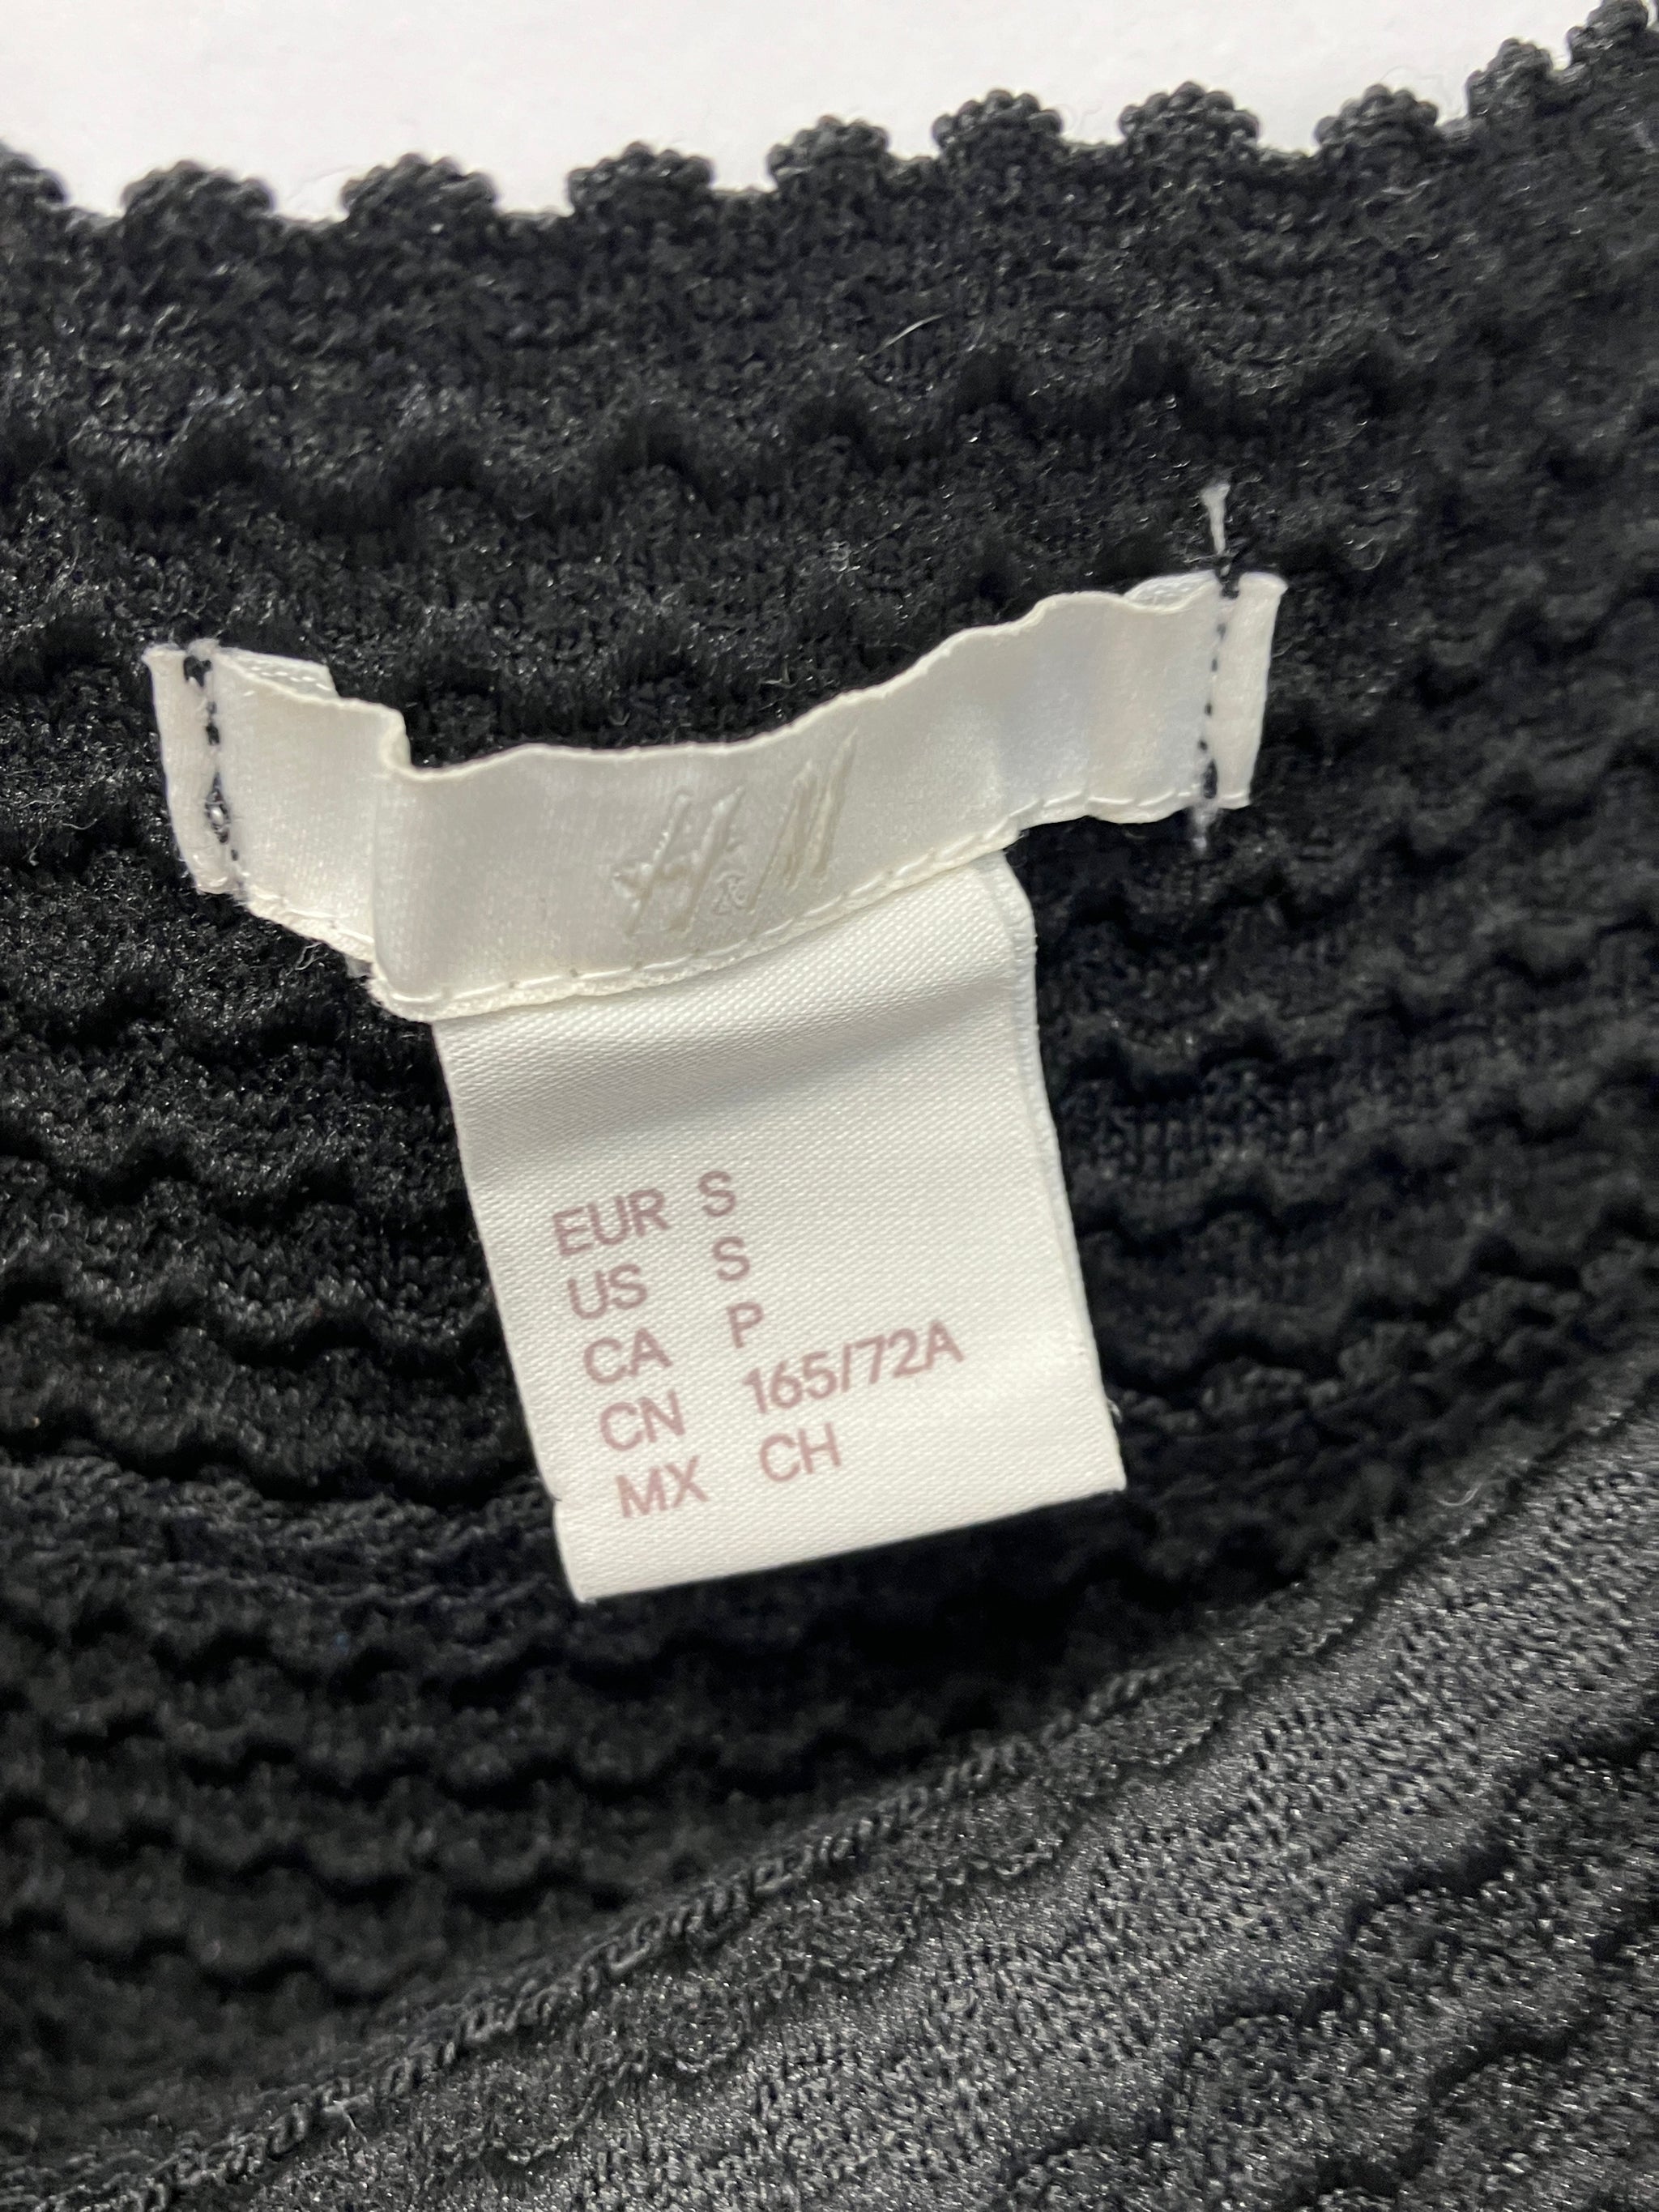 H&M
EUR S
US S
CA P
CN 165/72A
MX CH